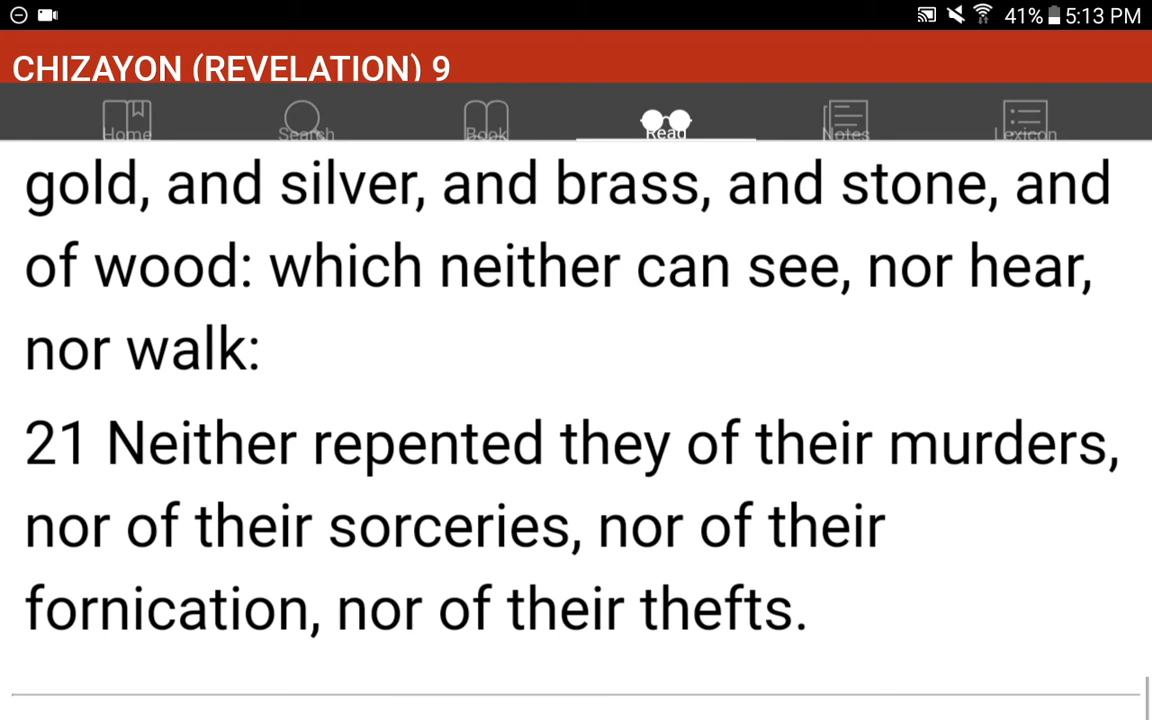 41% 5:13 PM
CHIZAYON (REVELATION) 9
Home Search Book Read Notes Lexicon
gold, and silver, and brass, and stone, and
of wood: which neither can see, nor hear,
nor walk:
21 Neither repented they of their murders,
nor of their sorceries, nor of their
fornication, nor of their thefts.